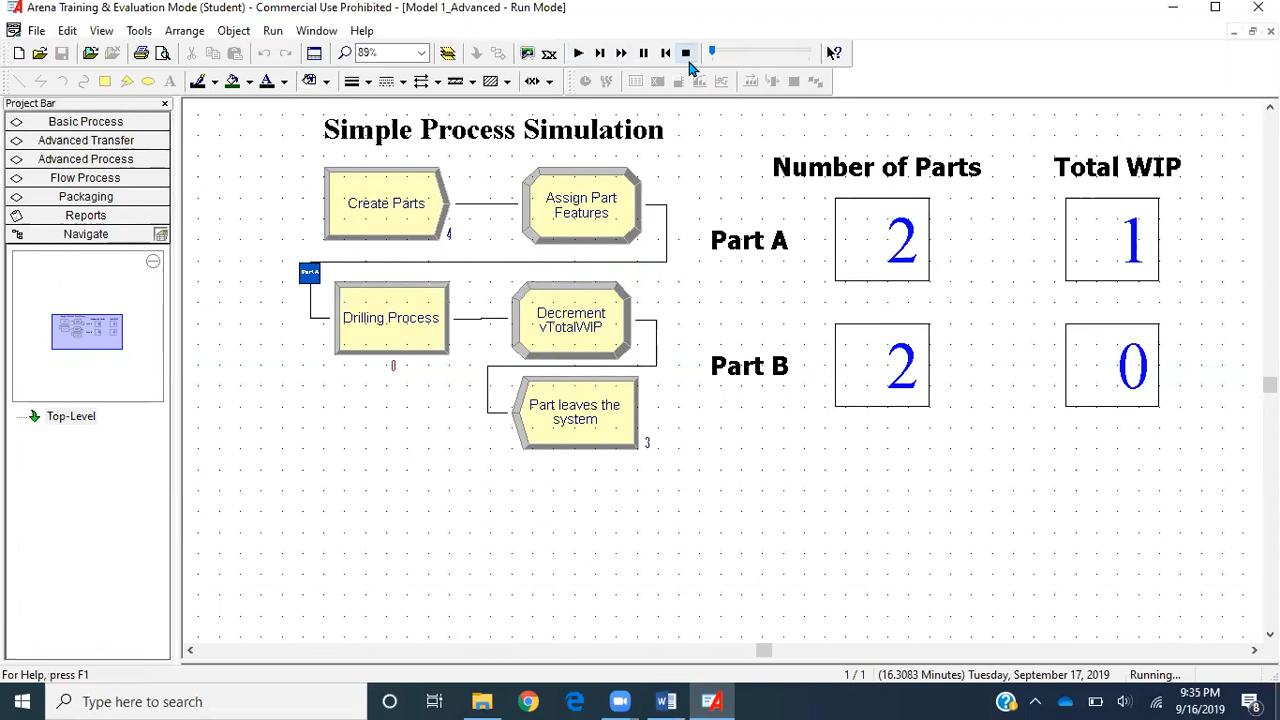 Arena Training & Evaluation Mode (Student) - Commercial Use Prohibited - [Model 1_Advanced - Run Mode]
File Edit View Tools Arrange Object Run Window Help
89%
Project Bar
Basic Process
Advanced Transfer
Advanced Process
Flow Process
Packaging
Reports
Navigate
Top-Level
Simple Process Simulation
Create Parts
4
Assign Part
Features
Part A
Drilling Process
0
Decrement
vTotalWIP
Part leaves the
system
3
Number of Parts Total WIP
Part A 2 1
Part B 2 0
For Help, press F1
1 / 1 (16.3083 Minutes) Tuesday, September 17, 2019 Running...
Type here to search
9:35 PM
9/16/2019
8